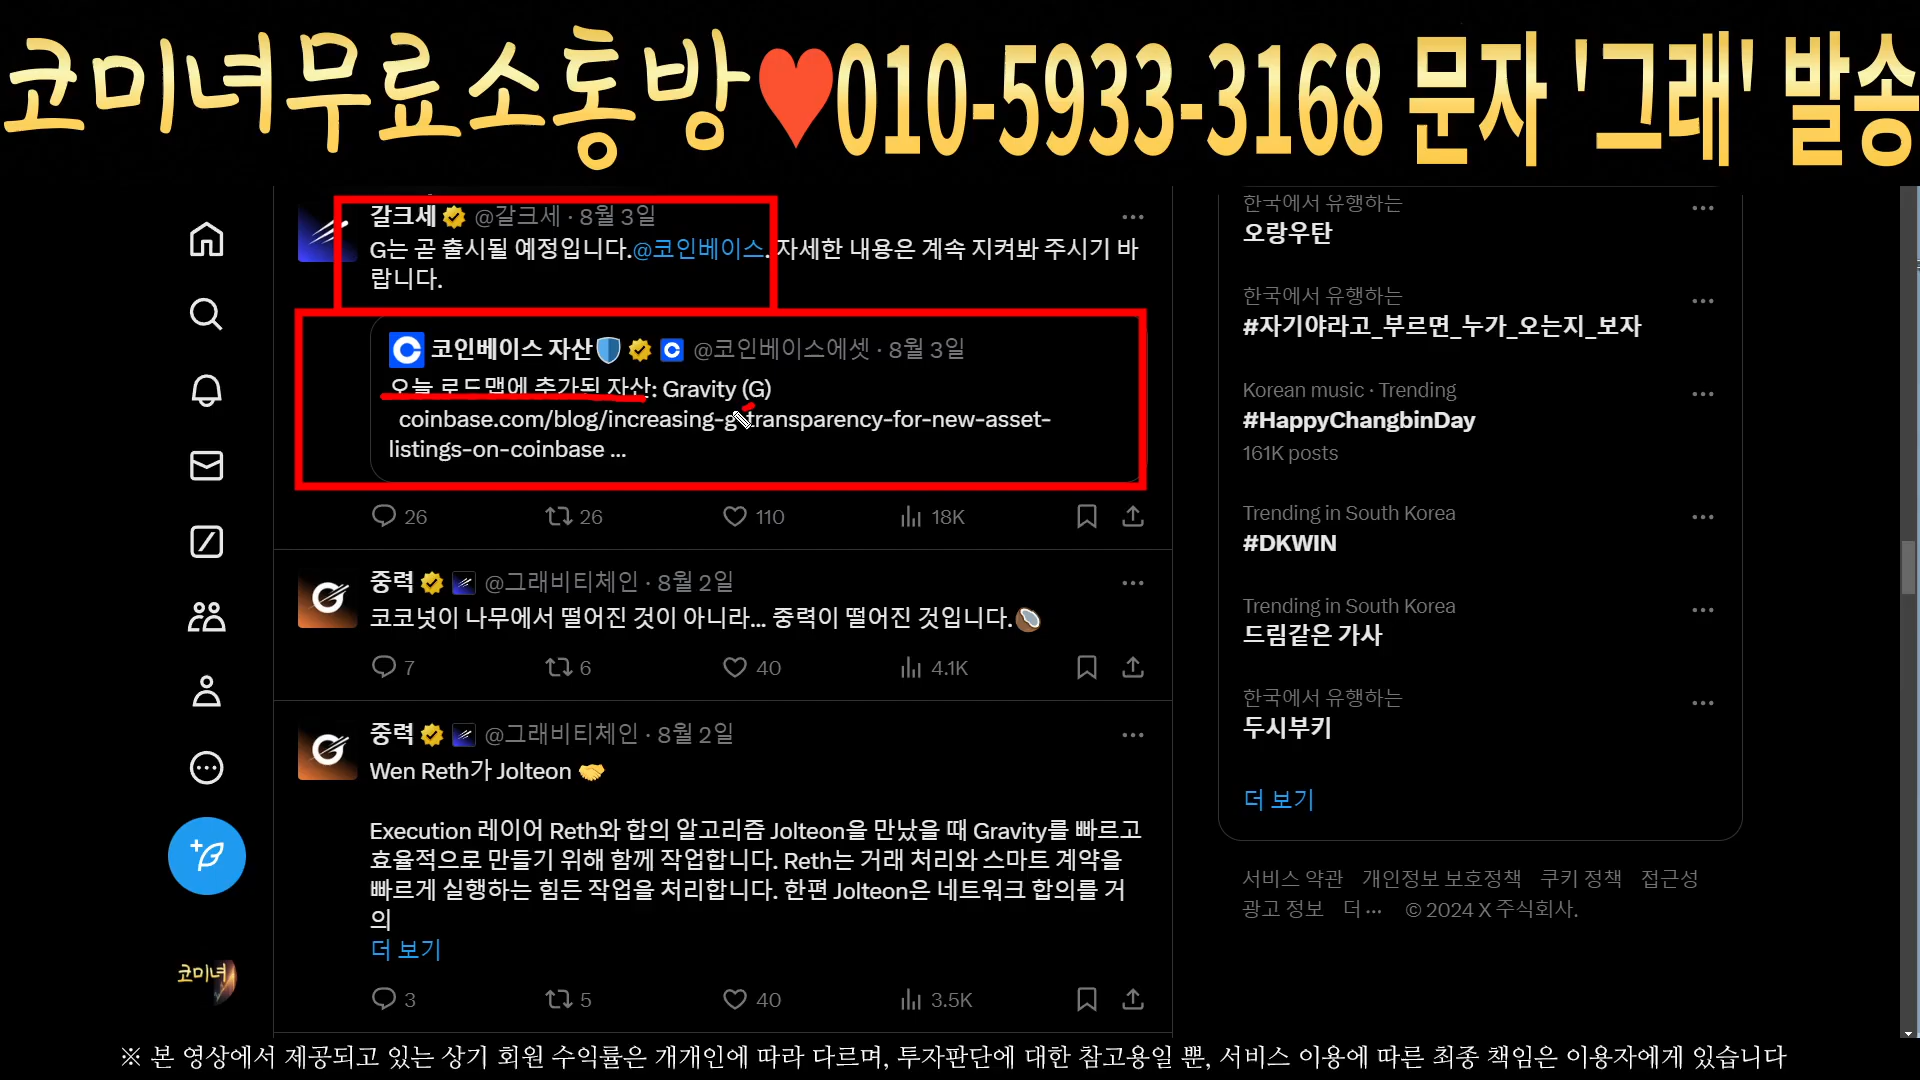 코미녀무료소통방♥010-5933-3168 문자 '그래' 발송
갈크세 @갈크세 · 8월 3일
G는 곧 출시될 예정입니다.@코인베이스. 자세한 내용은 계속 지켜봐 주시기 바
랍니다.
코인베이스 자산🛡️ @코인베이스에셋 · 8월 3일
오늘 로드맵에 추가된 자산: Gravity (G)
coinbase.com/blog/increasing-transparency-for-new-asset-
listings-on-coinbase ...
26 26 110 18K
중력 @그래비티체인 · 8월 2일
코코넛이 나무에서 떨어진 것이 아니라... 중력이 떨어진 것입니다.🥥
7 6 40 4.1K
중력 @그래비티체인 · 8월 2일
Wen Reth가 Jolteon 🤝
Execution 레이어 Reth와 합의 알고리즘 Jolteon을 만났을 때 Gravity를 빠르고
효율적으로 만들기 위해 함께 작업합니다. Reth는 거래 처리와 스마트 계약을
빠르게 실행하는 힘든 작업을 처리합니다. 한편 Jolteon은 네트워크 합의를 거
의
더 보기
3 5 40 3.5K
한국에서 유행하는
오랑우탄
한국에서 유행하는
#자기야라고_부르면_누가_오는지_보자
Korean music · Trending
#HappyChangbinDay
161K posts
Trending in South Korea
#DKWIN
Trending in South Korea
드림같은 가사
한국에서 유행하는
두시부키
더 보기
서비스 약관 개인정보 보호정책 쿠키 정책 접근성
광고 정보 더 ··· © 2024 X 주식회사.
코미녀
※ 본 영상에서 제공되고 있는 상기 회원 수익률은 개개인에 따라 다르며, 투자판단에 대한 참고용일 뿐, 서비스 이용에 따른 최종 책임은 이용자에게 있습니다